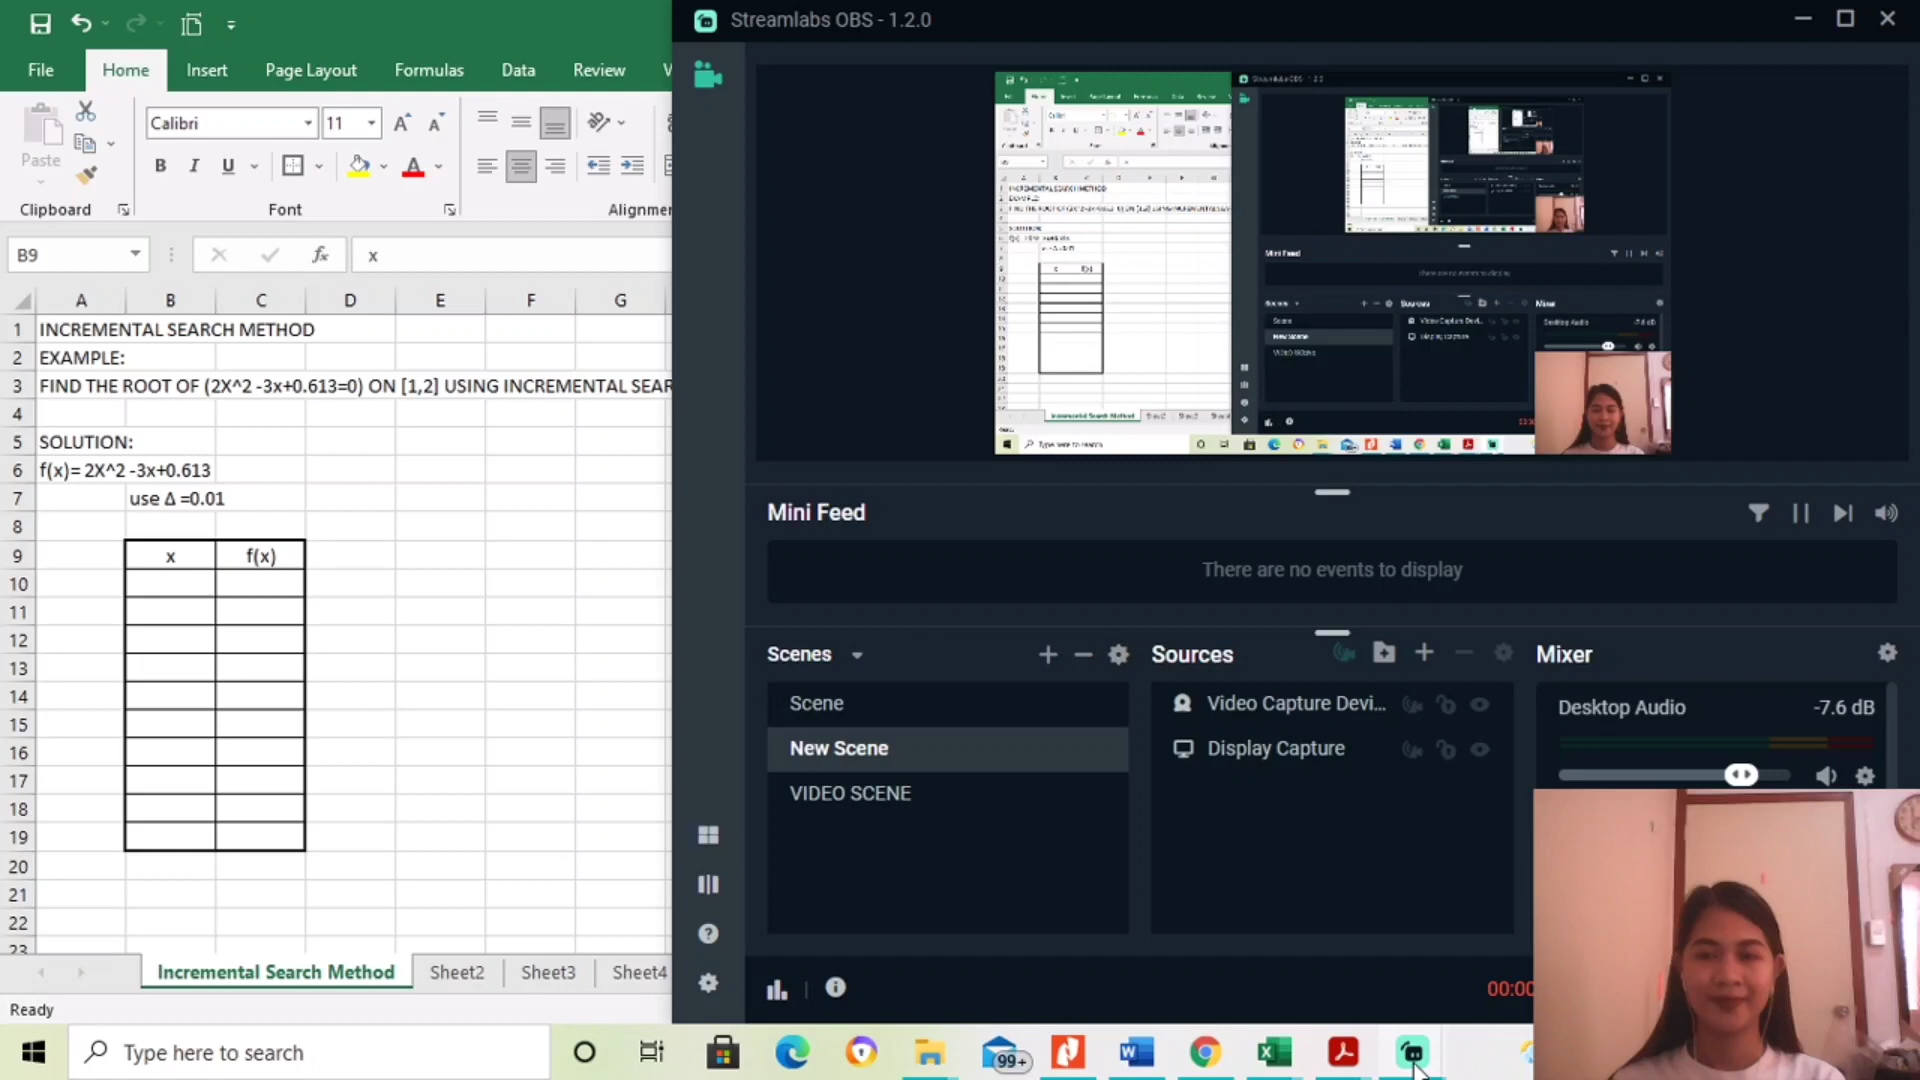 Streamlabs OBS - 1.2.0
File Home Insert Page Layout Formulas Data Review
Calibri 11
Paste
B I U A
Clipboard Font
B9 fx x
A B C D E F G
1 INCREMENTAL SEARCH METHOD
2 EXAMPLE:
3 FIND THE ROOT OF (2X^2 -3x+0.613=0) ON [1,2] USING INCREMENTAL SEAR
4
5 SOLUTION:
6 f(x)= 2X^2 -3x+0.613
7 use Δ =0.01
8
9 x f(x)
10
11
12
13
14
15
16
17
18
19
20
21
22
23
Incremental Search Method Sheet2 Sheet3 Sheet4
Ready
Type here to search
99+
Mini Feed
There are no events to display
Scenes
Scene
New Scene
VIDEO SCENE
Sources
Video Capture Devi...
Display Capture
Mixer
Desktop Audio -7.6 dB
00:00